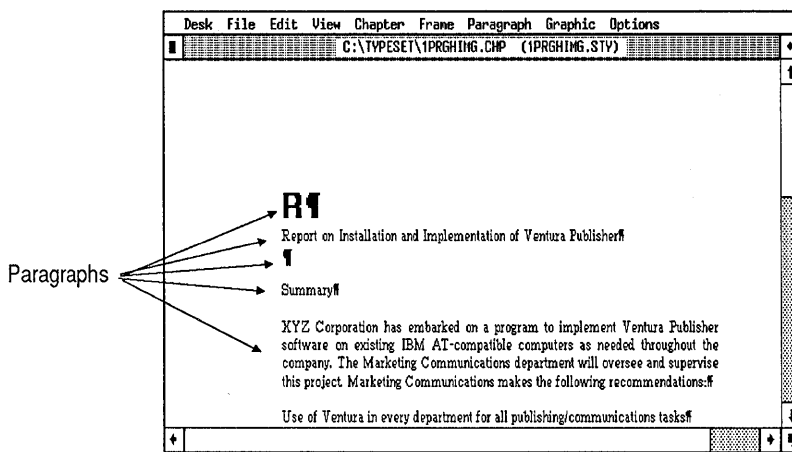 Desk File Edit View Chapter Frame Paragraph Graphic Options
C:\TYPESET\1PRGHIMG.CHP (1PRGHIMG.STY)
R¶
Report on Installation and Implementation of Ventura Publisher¶
¶
Paragraphs
Summary¶
XYZ Corporation has embarked on a program to implement Ventura Publisher
software on existing IBM AT-compatible computers as needed throughout the
company. The Marketing Communications department will oversee and supervise
this project. Marketing Communications makes the following recommendations:¶
Use of Ventura in every department for all publishing/communications tasks¶